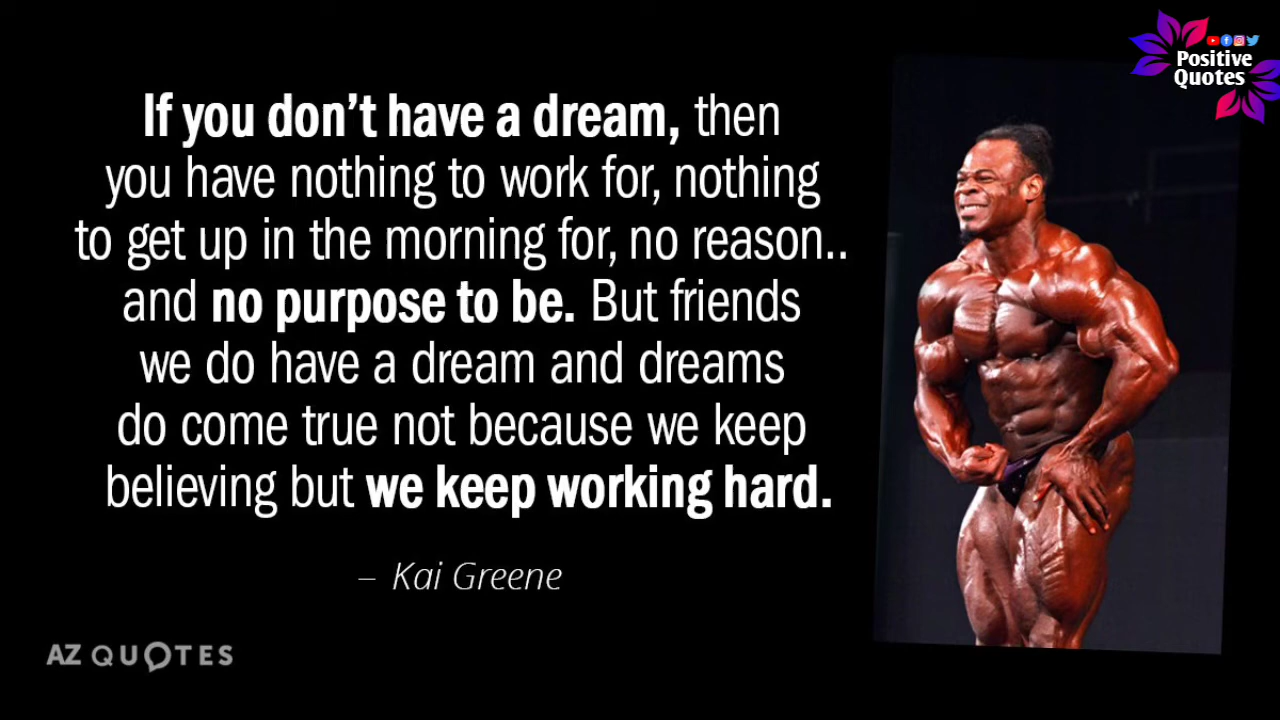 Positive
Quotes
If you don't have a dream, then
you have nothing to work for, nothing
to get up in the morning for, no reason..
and no purpose to be. But friends
we do have a dream and dreams
do come true not because we keep
believing but we keep working hard.
– Kai Greene
AZ QUOTES